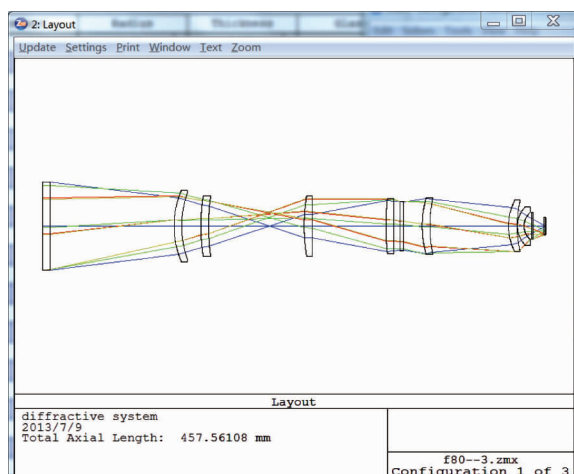 2: Layout
Update Settings Print Window Text Zoom
Layout
diffractive system
2013/7/9
Total Axial Length: 457.56108 mm
f80--3.zmx
Configuration 1 of 3